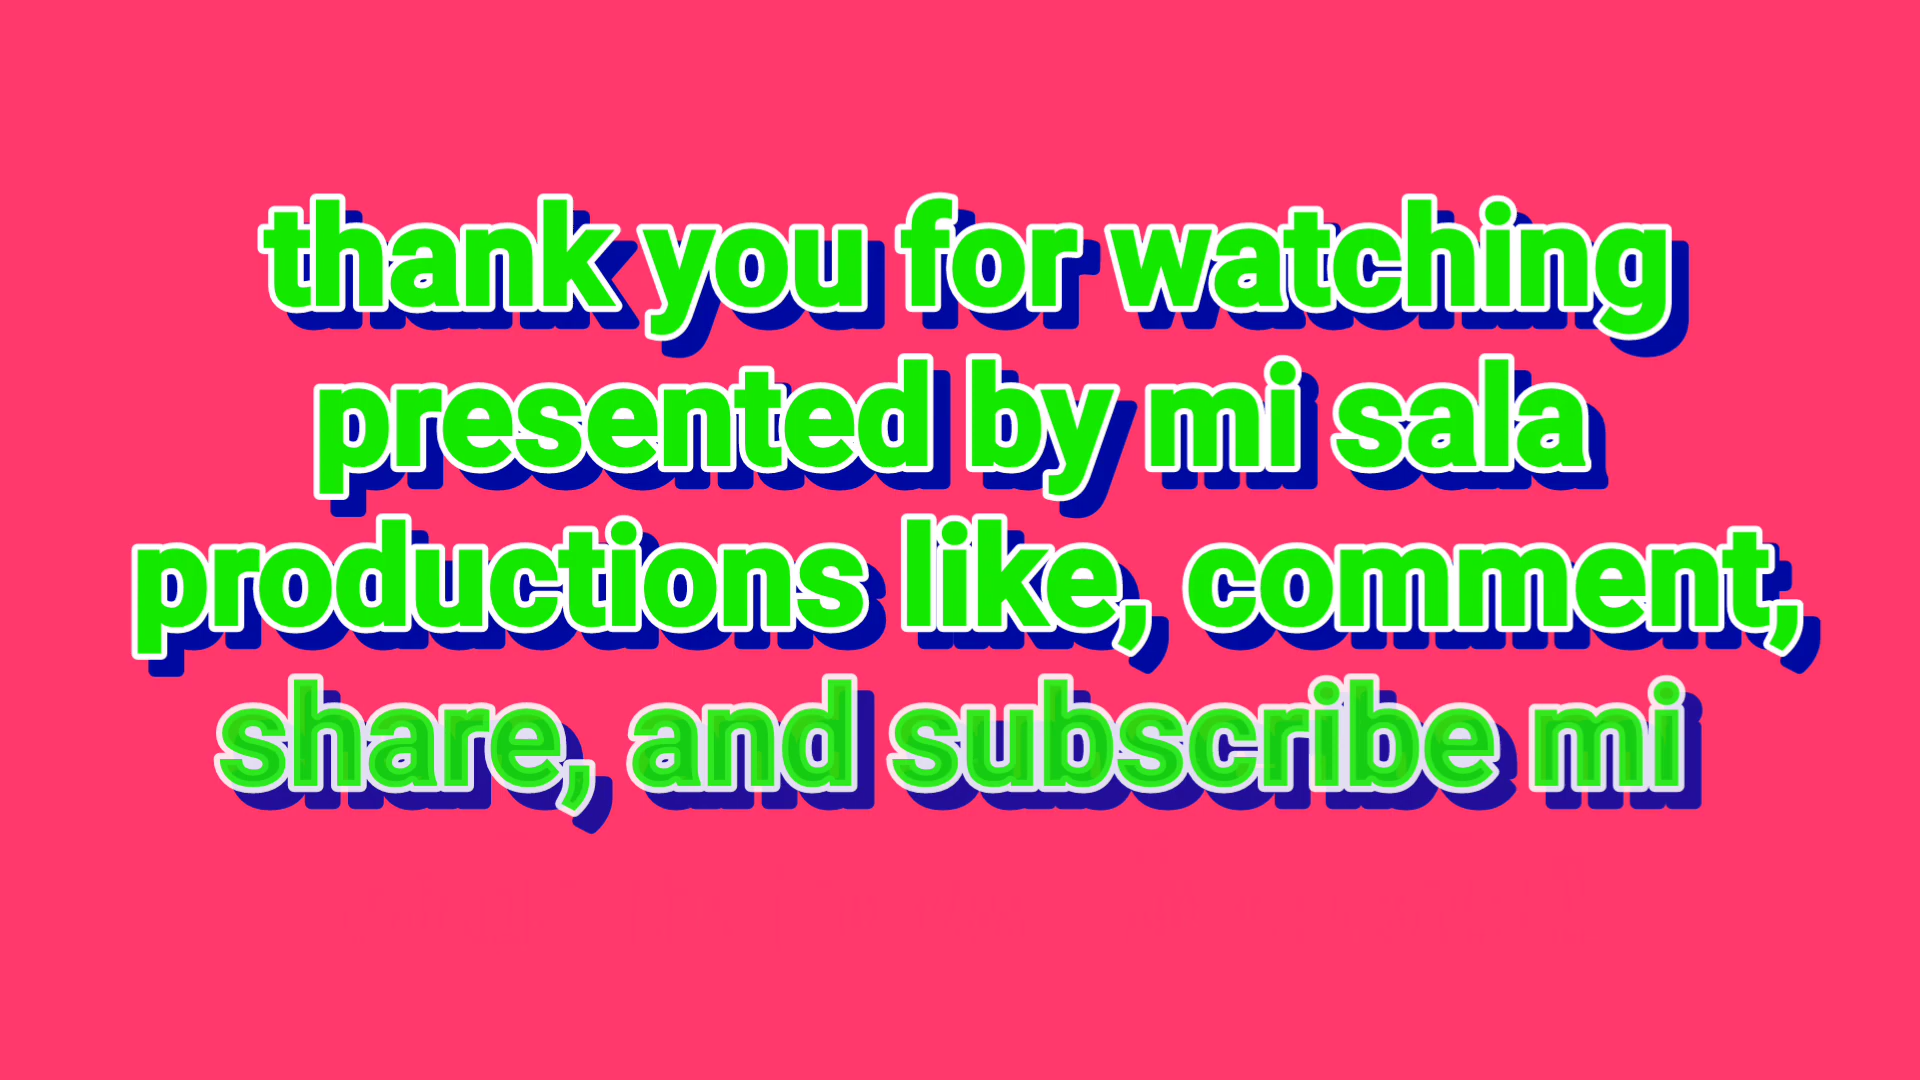 thank you for watching
presented by mi sala
productions like, comment,
share, and subscribe mi